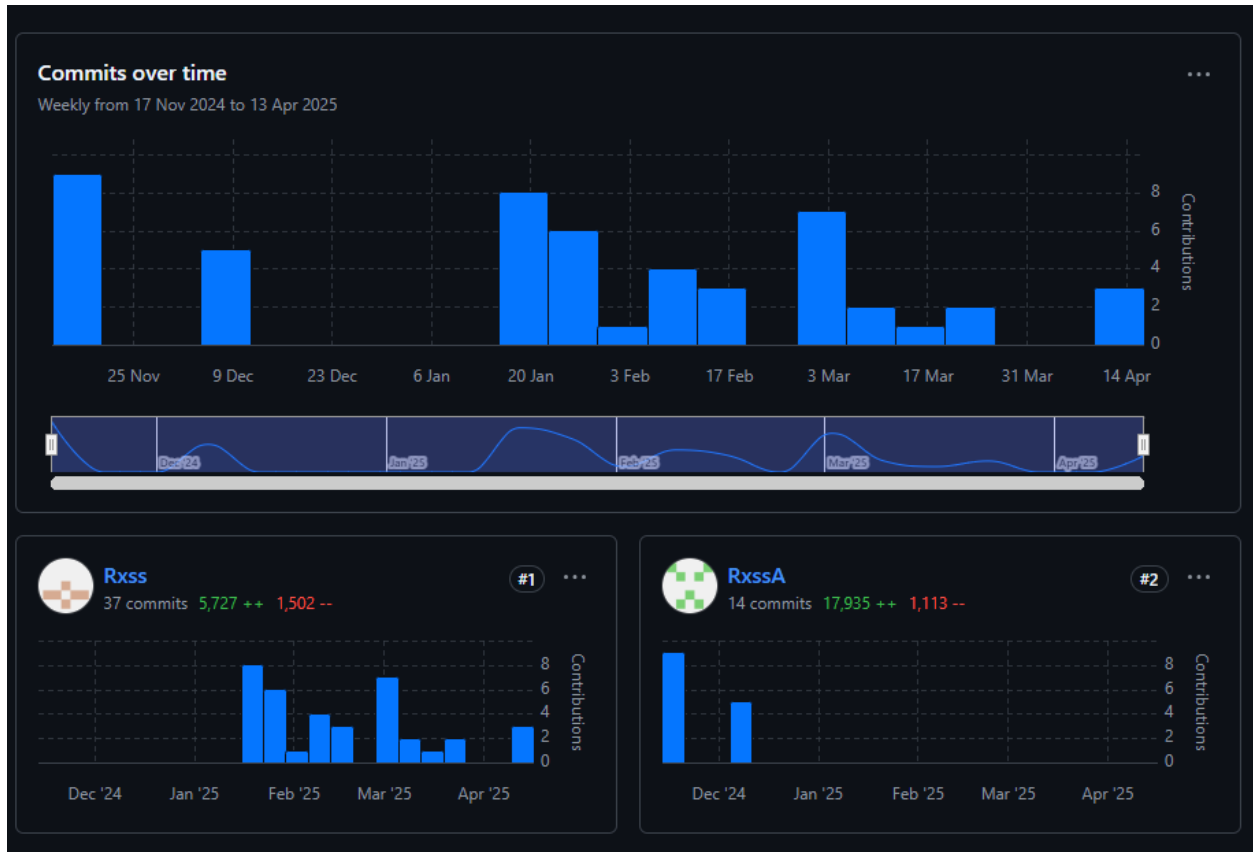 Commits over time
Weekly from 17 Nov 2024 to 13 Apr 2025
8
6
4
2
0
Contributions
25 Nov 9 Dec 23 Dec 6 Jan 20 Jan 3 Feb 17 Feb 3 Mar 17 Mar 31 Mar 14 Apr
Dec '24 Jan '25 Feb '25 Mar '25 Apr '25
Rxss #1
37 commits 5,727 ++ 1,502 --
8
6
4
2
0
Contributions
Dec '24 Jan '25 Feb '25 Mar '25 Apr '25
RxssA #2
14 commits 17,935 ++ 1,113 --
8
6
4
2
0
Contributions
Dec '24 Jan '25 Feb '25 Mar '25 Apr '25